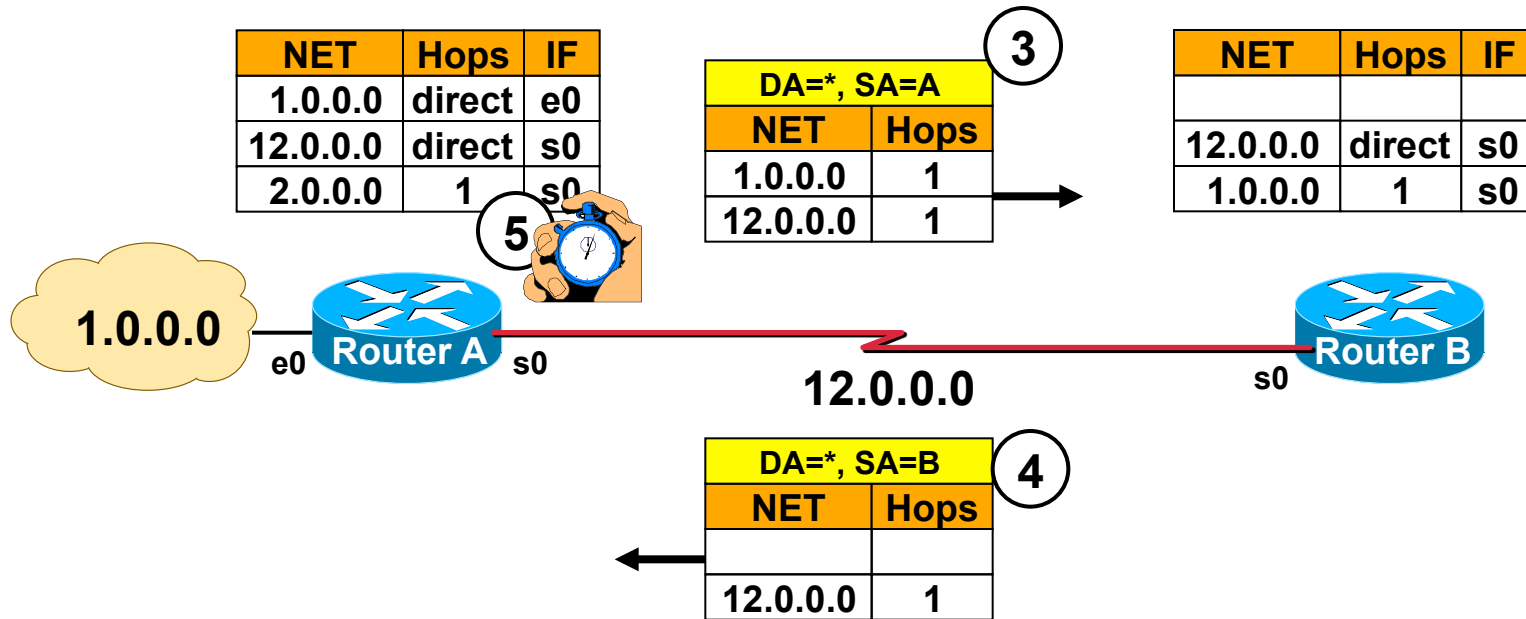 NET Hops IF
1.0.0.0 direct e0
12.0.0.0 direct s0
2.0.0.0 1 s0
5
3
DA=*, SA=A
NET Hops
1.0.0.0 1
12.0.0.0 1
NET Hops IF
12.0.0.0 direct s0
1.0.0.0 1 s0
1.0.0.0
e0
Router A
s0
12.0.0.0
s0
Router B
DA=*, SA=B
4
NET Hops
12.0.0.0 1